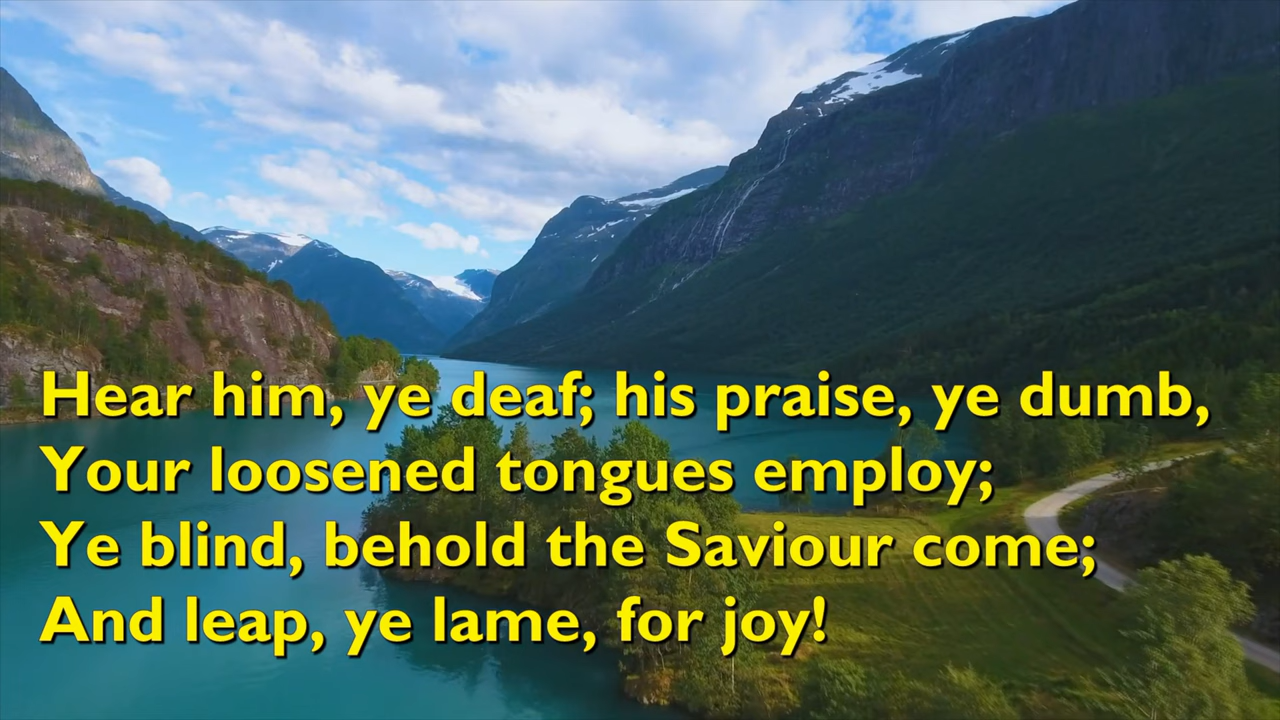 Hear him, ye deaf; his praise, ye dumb,
Your loosened tongues employ;
Ye blind, behold the Saviour come;
And leap, ye lame, for joy!